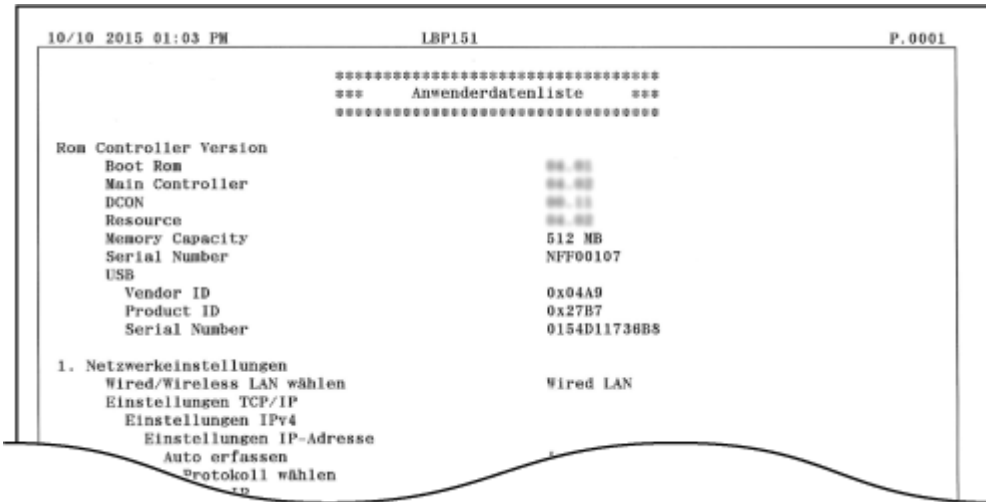 10/10 2015 01:03 PM LBP151 P.0001
**********************************
*** Anwenderdatenliste ***
**********************************
Rom Controller Version
Boot Rom
Main Controller
DCON
Resource
Memory Capacity 512 MB
Serial Number NFF00107
USB
Vendor ID 0x04A9
Product ID 0x27B7
Serial Number 0154D11736B8
1. Netzwerkeinstellungen
Wired/Wireless LAN wählen Wired LAN
Einstellungen TCP/IP
Einstellungen IPv4
Einstellungen IP-Adresse
Auto erfassen
Protokoll wählen